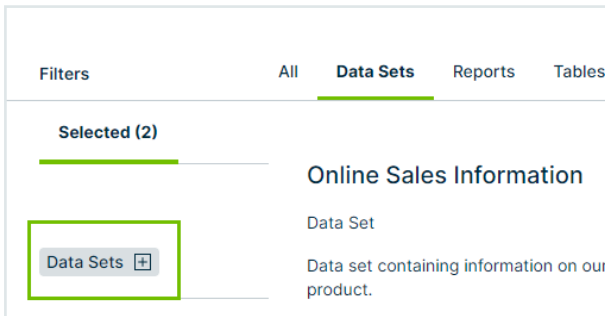 Filters
All Data Sets Reports Tables
Selected (2)
Online Sales Information
Data Set
Data Sets
Data set containing information on our
product.